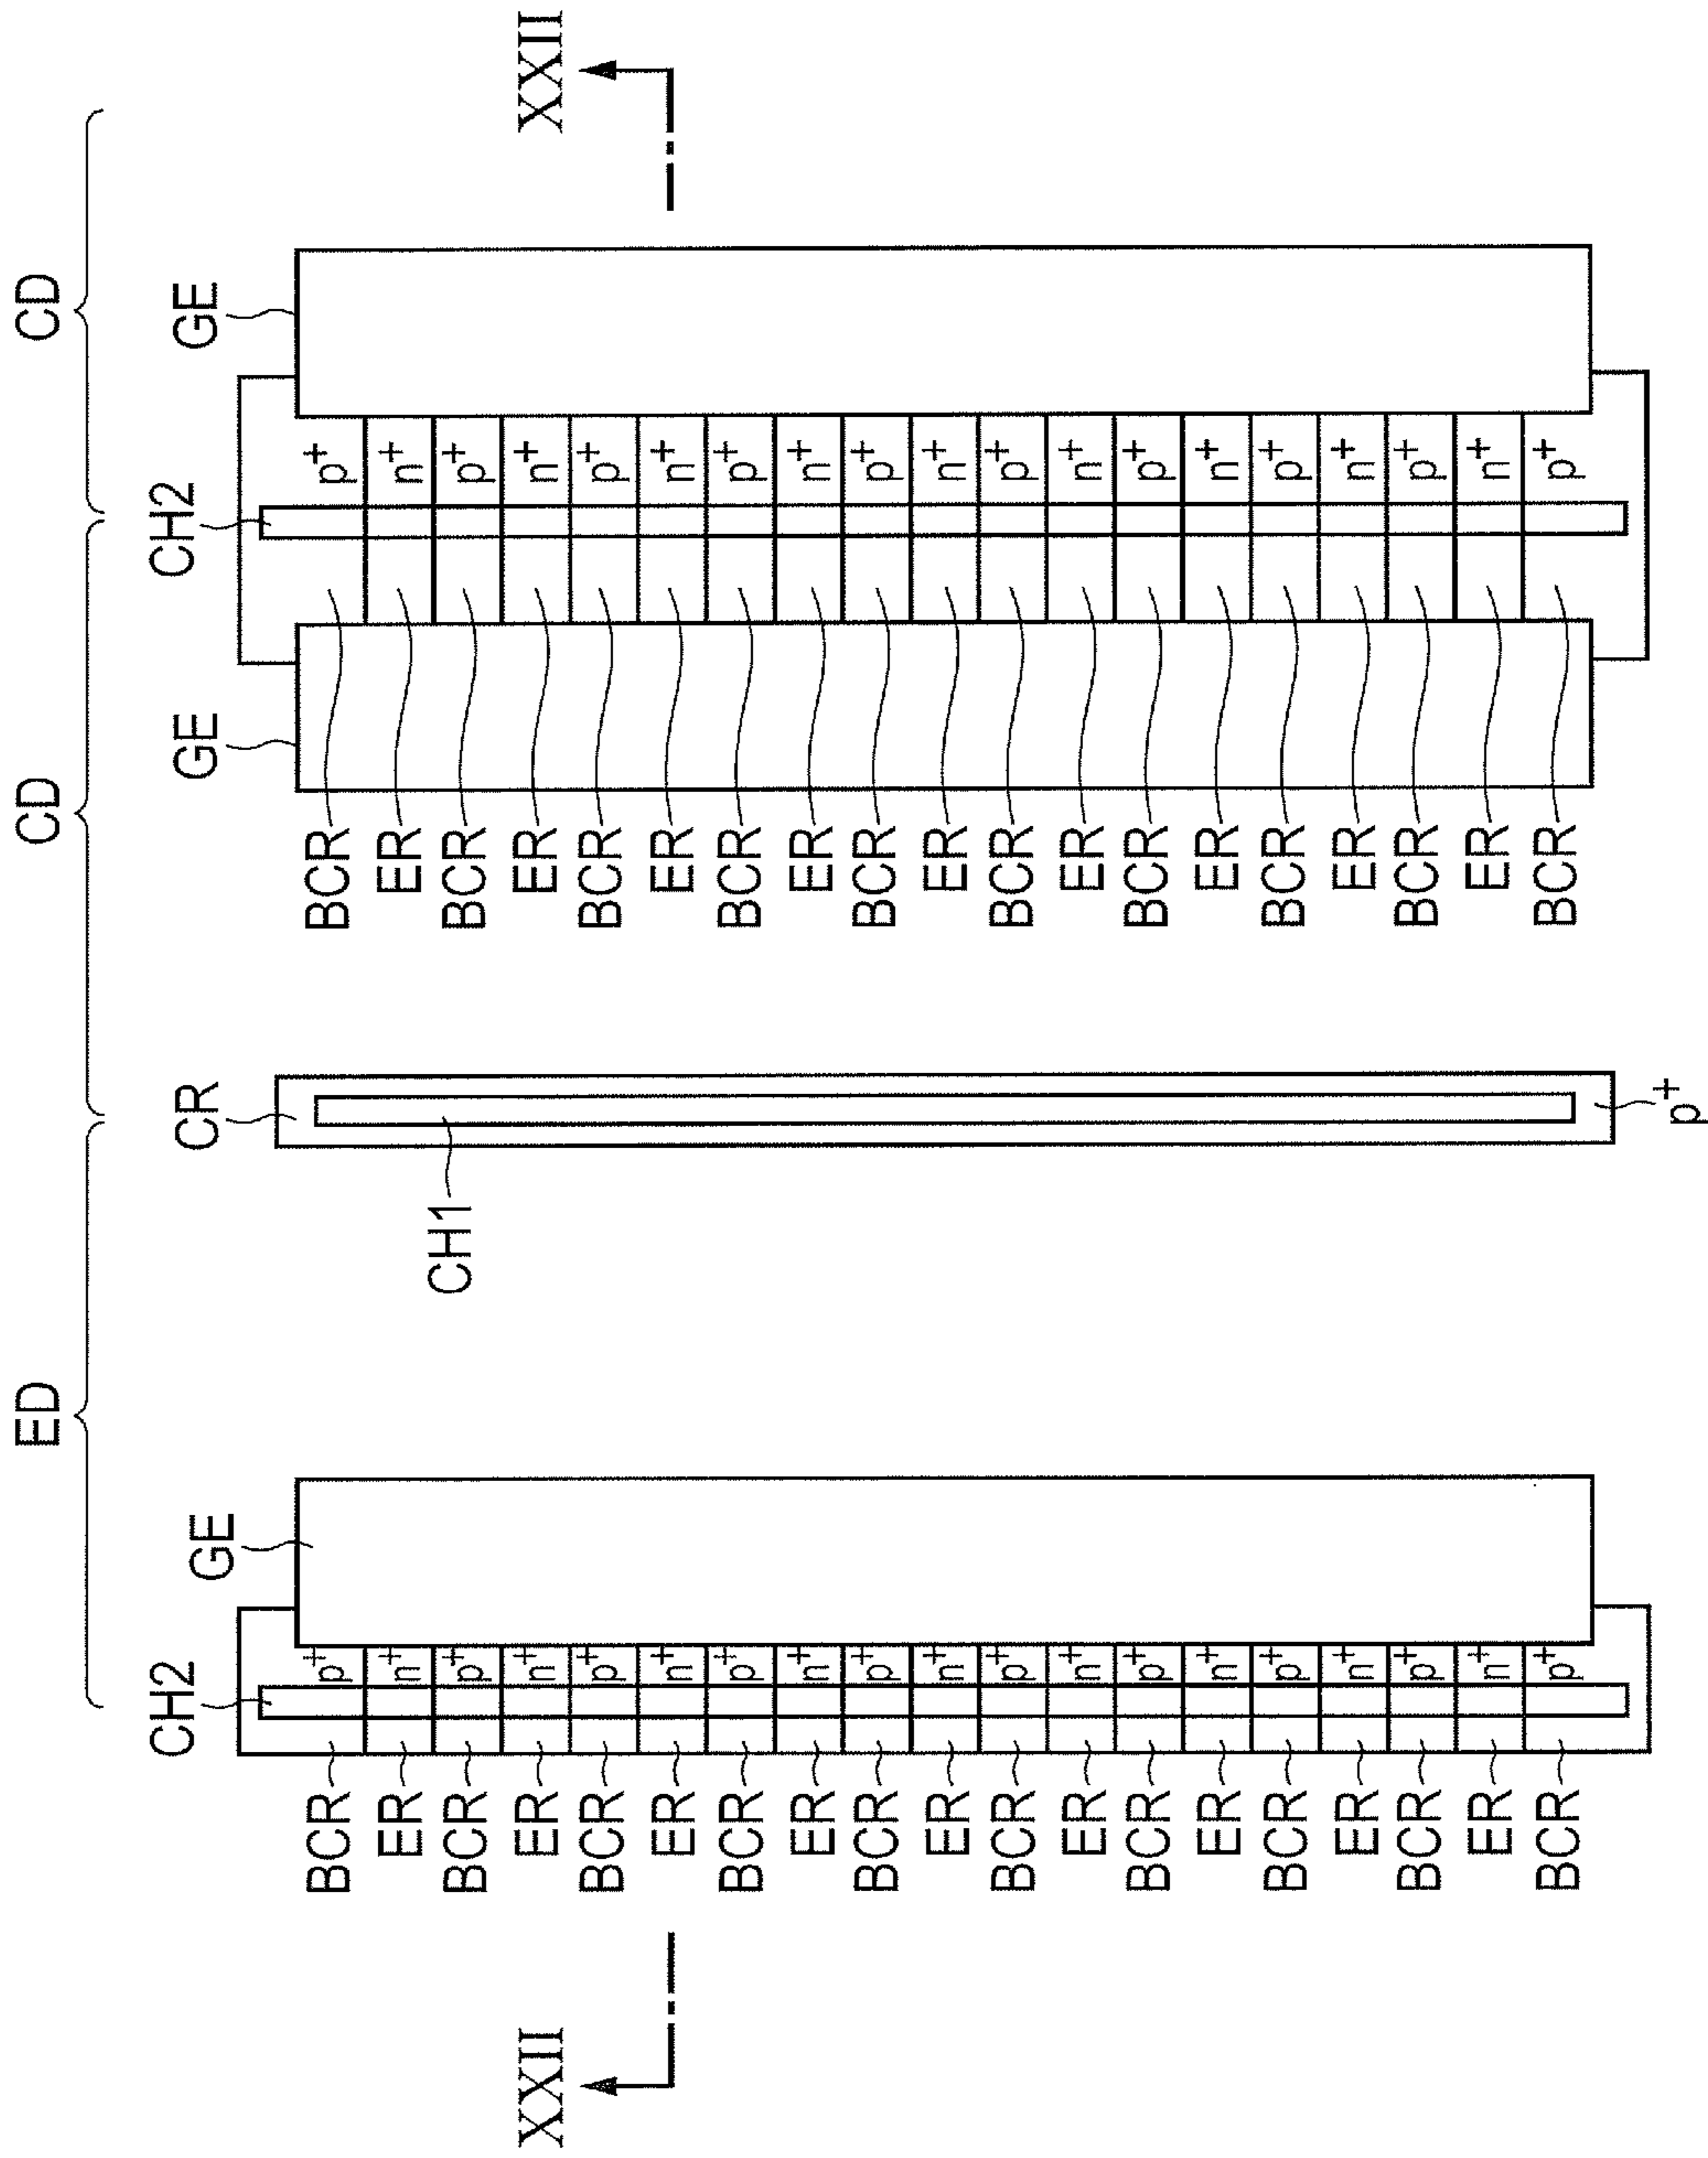 ED
CD
CD
CH2
GE
CR
GE
CH2
GE
BCR p+ BCR p+
ER n+ ER n+
BCR p+ CH1 BCR p+
XXII ER n+ ER n+ XXII
BCR p+ BCR p+
ER n+ ER n+
BCR p+ BCR p+
ER n+ ER n+
BCR p+ BCR p+
ER n+ ER n+
BCR p+ BCR p+
ER n+ ER n+
BCR p+ BCR p+
ER n+ ER n+
BCR p+ BCR p+
ER n+ ER n+
BCR p+ BCR p+
ER n+ ER n+
BCR p+ BCR p+
p+